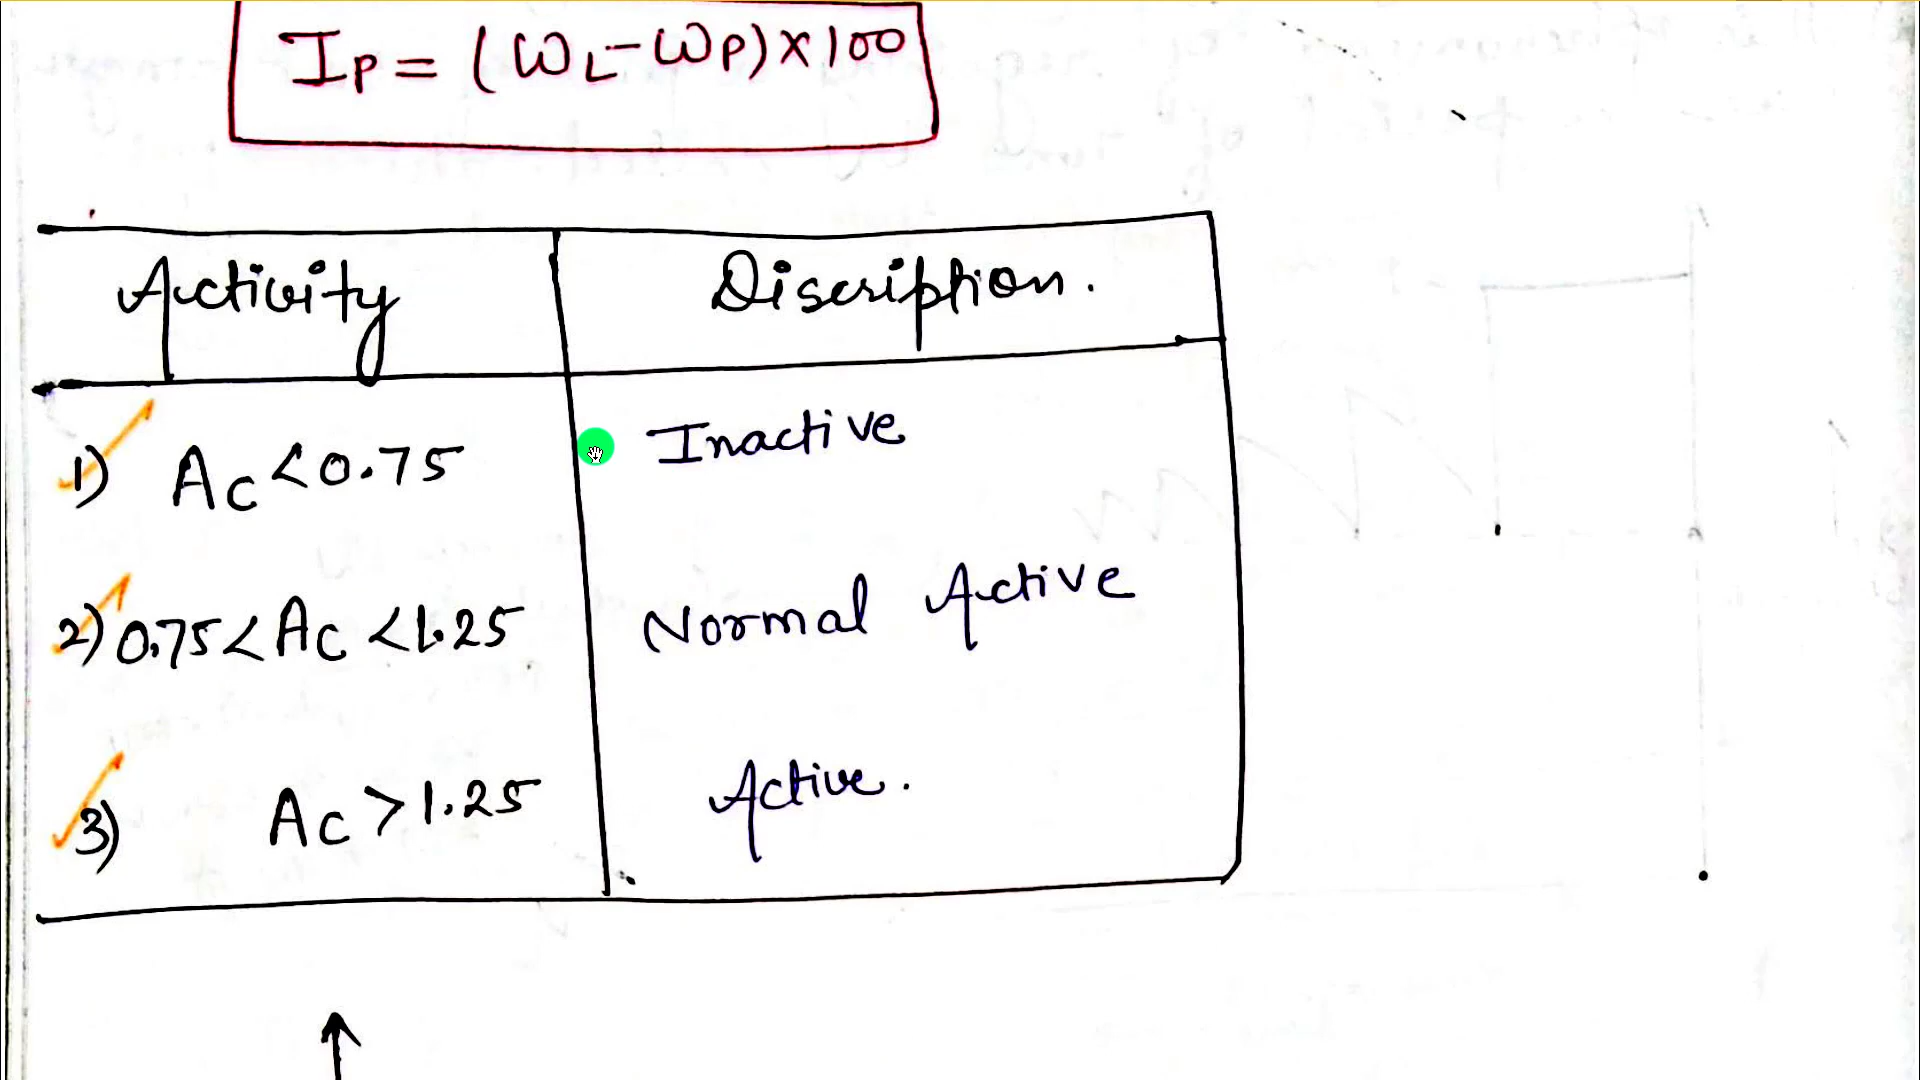 IP = (WL-WP)×100
Activity Discription.
1) AC<0.75 Inactive
2) 0.75<AC<1.25 Normal Active
3) AC>1.25 Active.